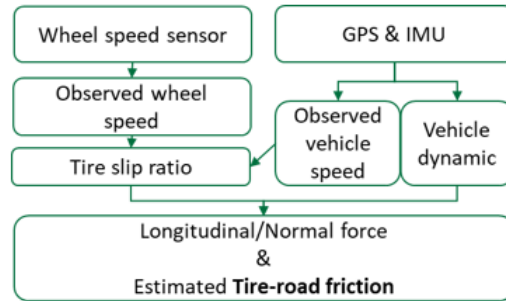 Wheel speed sensor
GPS & IMU
Observed wheel
speed
Observed
vehicle
speed
Vehicle
dynamic
Tire slip ratio
Longitudinal/Normal force
&
Estimated Tire-road friction